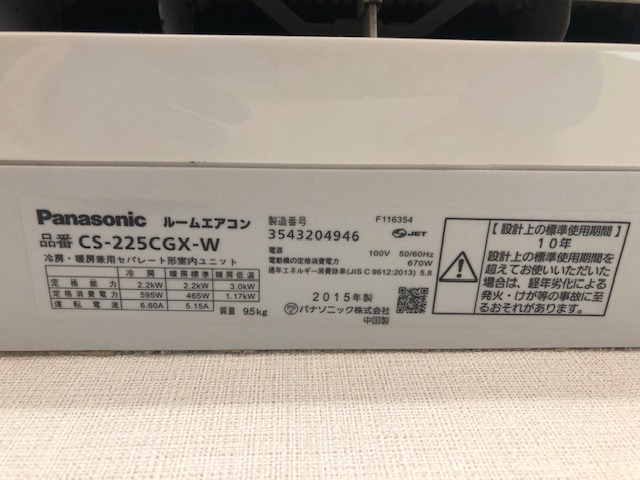 Panasonic ルームエアコン
品番 CS-225CGX-W
冷房・暖房兼用セパレート形室内ユニット
冷房 暖房標準 暖房低温
定格能力 2.2kW 2.2kW 3.0kW
定格消費電力 595W 465W 1.17kW
運転電流 6.60A 5.15A
質量 9.5kg
製造番号 F116354
3543204946 JET
電源 100V 50/60Hz
電動機の定格消費電力 670W
通年エネルギー消費効率(JIS C 9612:2013) 5.8
2015年製
パナソニック株式会社
中国製
【設計上の標準使用期間】
10年
設計上の標準使用期間を
超えてお使いいただいた
場合は、経年劣化による
発火・けが等の事故に至
るおそれがあります。